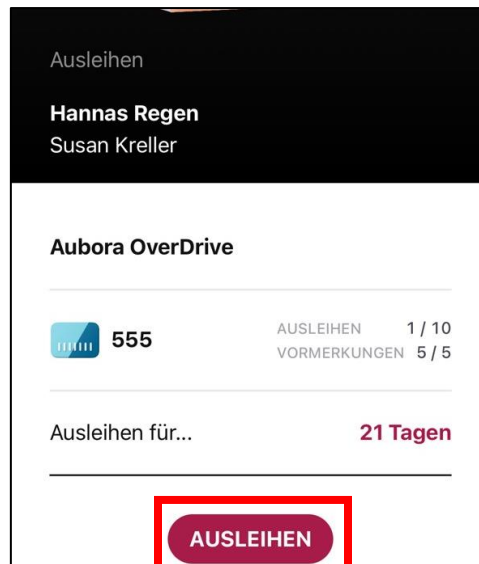 Ausleihen
Hannas Regen
Susan Kreller
Aubora OverDrive
555
AUSLEIHEN 1 / 10
VORMERKUNGEN 5 / 5
Ausleihen für... 21 Tagen
AUSLEIHEN